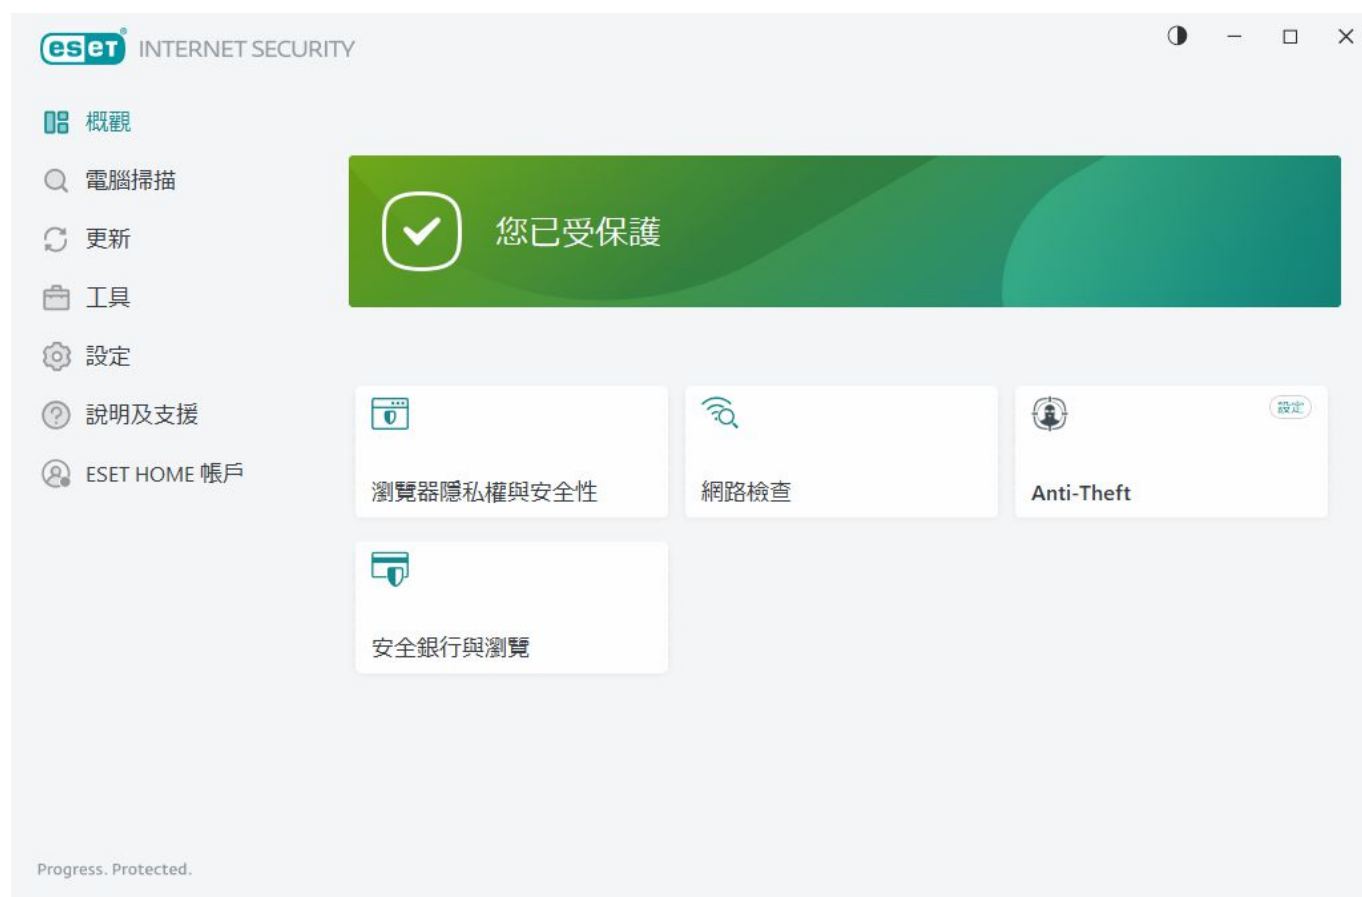 eset® INTERNET SECURITY
概觀
電腦掃描
更新
工具
設定
說明及支援
ESET HOME 帳戶
您已受保護
瀏覽器隱私權與安全性
網路檢查
設定
Anti-Theft
安全銀行與瀏覽
Progress. Protected.